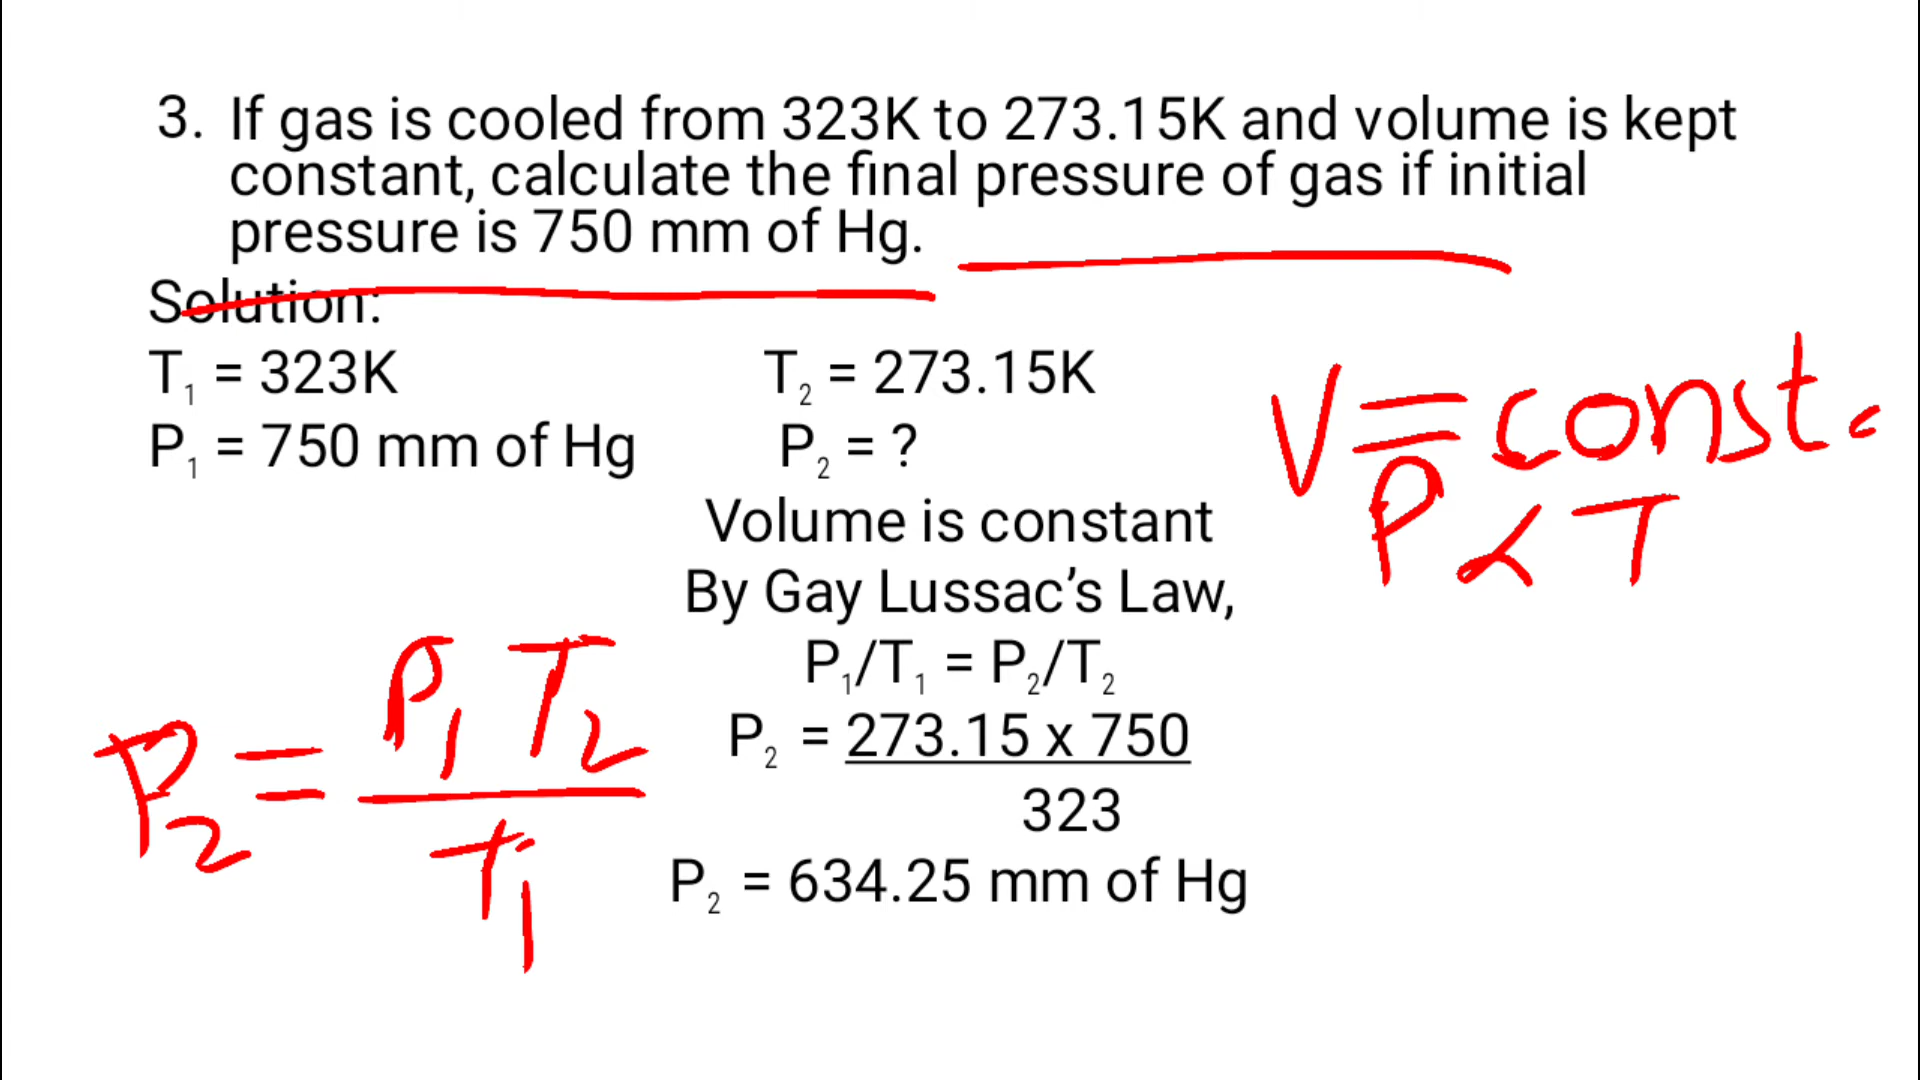 3. If gas is cooled from 323K to 273.15K and volume is kept
constant, calculate the final pressure of gas if initial
pressure is 750 mm of Hg.
Solution:
T₁ = 323K T₂ = 273.15K
P₁ = 750 mm of Hg P₂ = ?
V = const.
P ∝ T
Volume is constant
By Gay Lussac’s Law,
P₁/T₁ = P₂/T₂
P₂ = 273.15 x 750
323
P₂ = 634.25 mm of Hg
P₂ = P₁ T₂
T₁